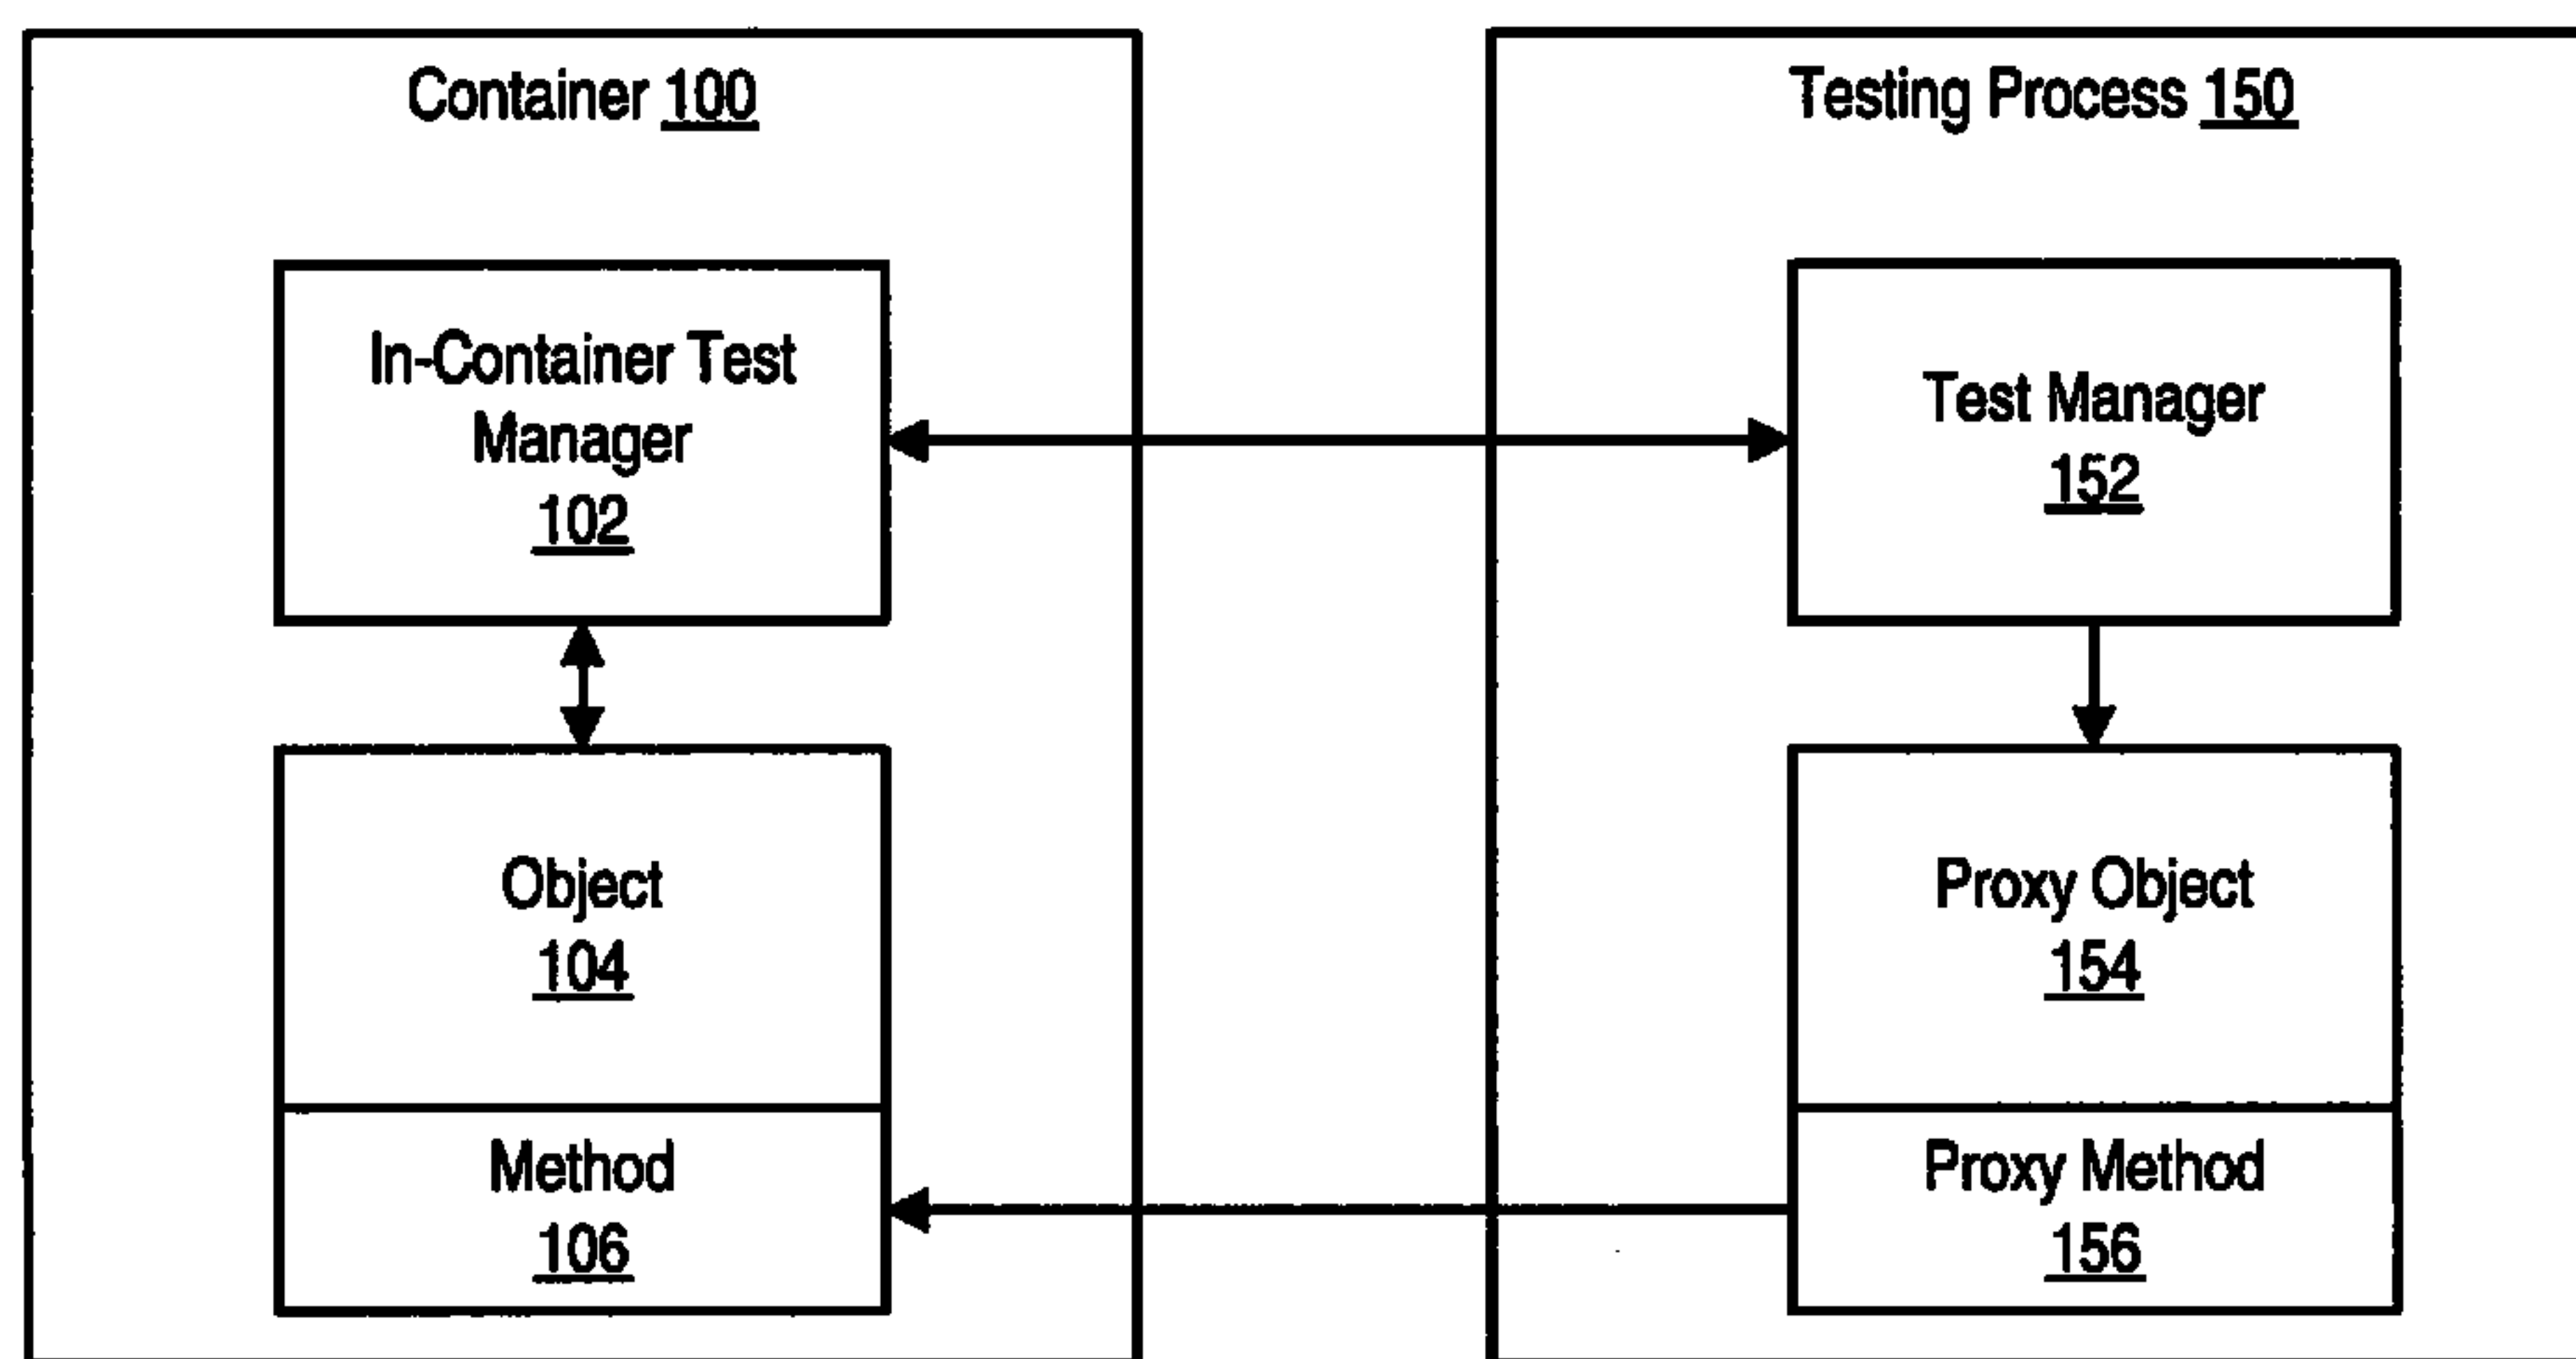 Container 100
In-Container Test
Manager
102
Object
104
Method
106
Testing Process 150
Test Manager
152
Proxy Object
154
Proxy Method
156